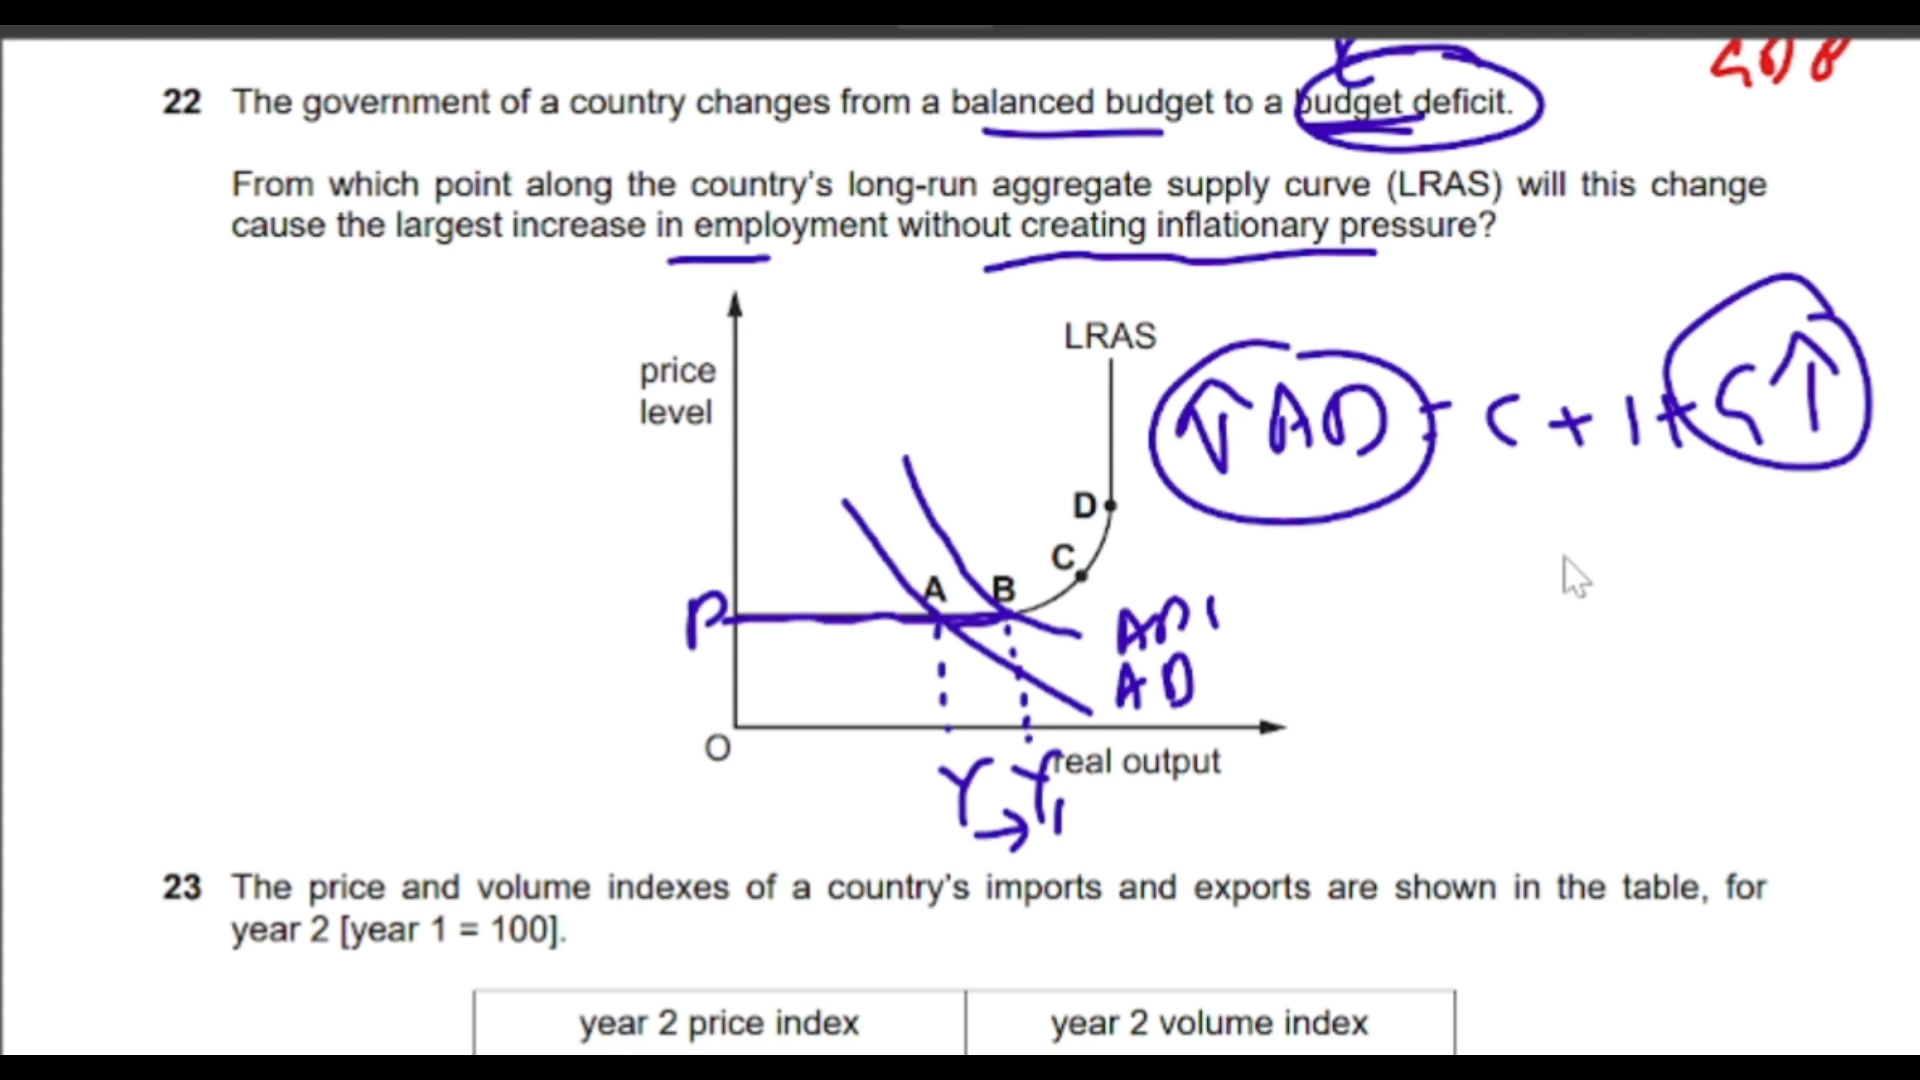 22 The government of a country changes from a balanced budget to a budget deficit.
From which point along the country's long-run aggregate supply curve (LRAS) will this change
cause the largest increase in employment without creating inflationary pressure?
LRAS
price
level
AD = C + I + G ↑
D
C
A B
P
AD1
AD
O
real output
Y → Y1
23 The price and volume indexes of a country's imports and exports are shown in the table, for
year 2 [year 1 = 100].
year 2 price index year 2 volume index